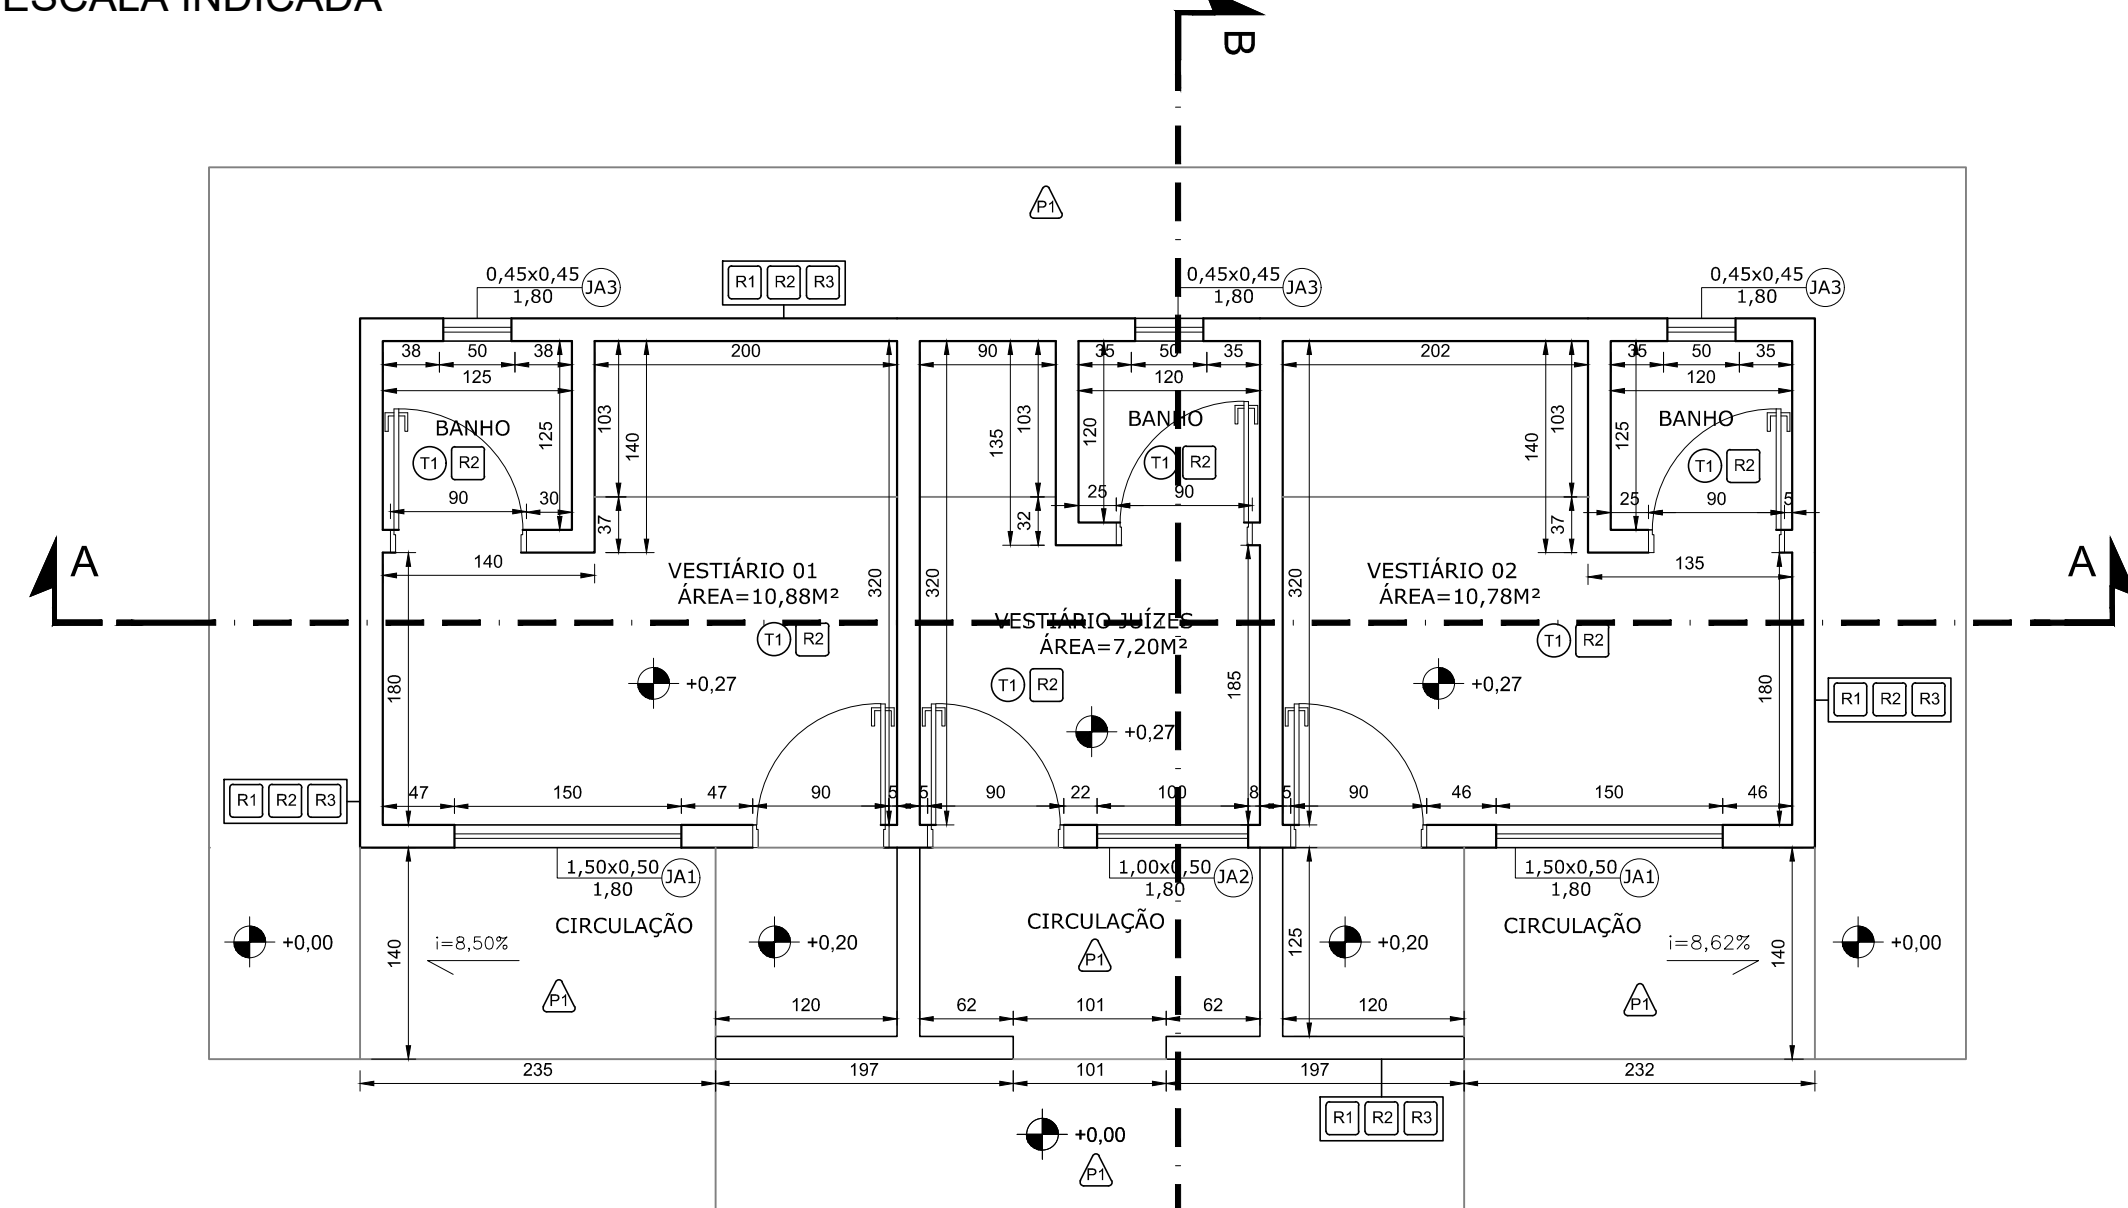 ESCALA INDICADA
B
P1
0,45x0,45
1,80
JA3
R1 R2 R3
0,45x0,45
1,80
JA3
0,45x0,45
1,80
JA3
38 50 38 200 90 35 50 35 202 35 50 35
125 120 120
BANHO
T1 R2
125
90 30
140
103
140
37
320
VESTIÁRIO 01
ÁREA=10,88M²
T1 R2
+0,27
180
47 150 47 90 5
320
135
103
32
BANHO
T1 R2
120
25 90
VESTIÁRIO JUÍZES
ÁREA=7,20M²
T1 R2
+0,27
185
5 90 22 100 8
320
140
103
37
BANHO
T1 R2
125
25 90 5
135
VESTIÁRIO 02
ÁREA=10,78M²
T1 R2
+0,27
180
5 90 46 150 46
A
A
R1 R2 R3
R1 R2 R3
1,50x0,50
1,80
JA1
1,00x0,50
1,80
JA2
1,50x0,50
1,80
JA1
CIRCULAÇÃO
CIRCULAÇÃO
CIRCULAÇÃO
+0,00
140
i=8,50%
P1
+0,20
P1
125
+0,20
i=8,62%
P1
140
+0,00
120 62 101 62 120
235 197 101 197 232
R1 R2 R3
+0,00
P1